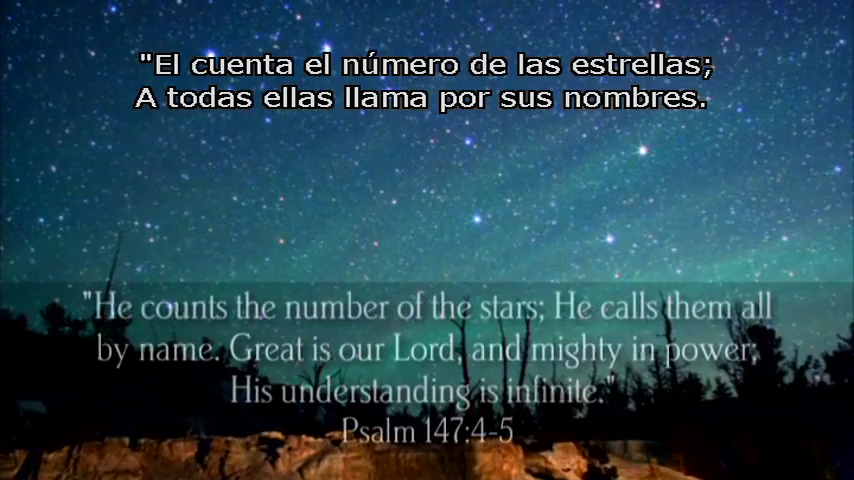 "El cuenta el número de las estrellas;
A todas ellas llama por sus nombres.
"He counts the number of the stars; He calls them all
by name. Great is our Lord, and mighty in power;
His understanding is infinite."
Psalm 147:4-5